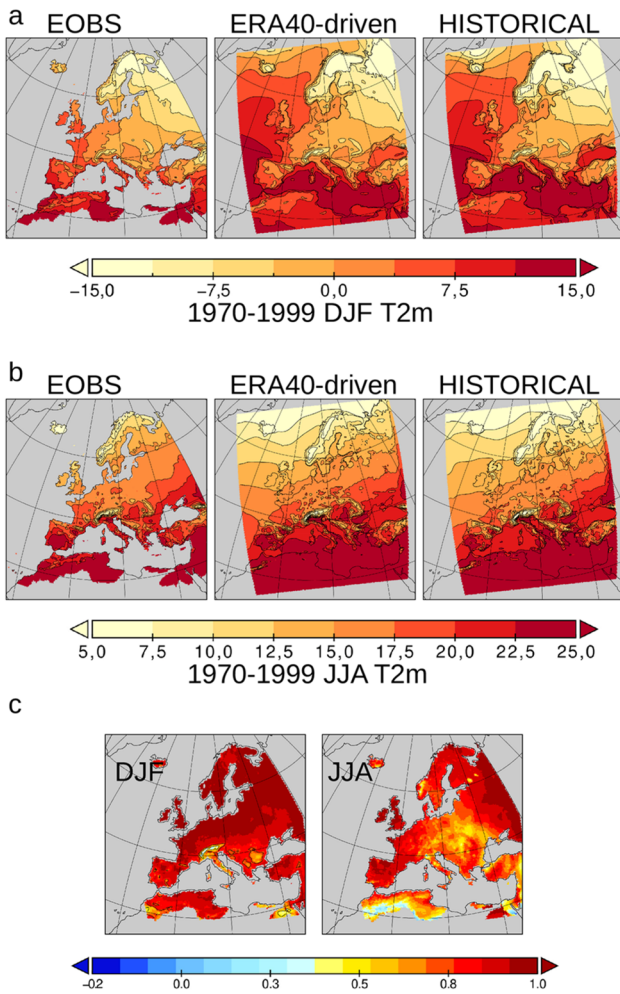 a
EOBS ERA40-driven HISTORICAL
−15,0 −7,5 0,0 7,5 15,0
1970-1999 DJF T2m
b
EOBS ERA40-driven HISTORICAL
5,0 7,5 10,0 12,5 15,0 17,5 20,0 22,5 25,0
1970-1999 JJA T2m
c
DJF JJA
−02 0.0 0.3 0.5 0.8 1.0